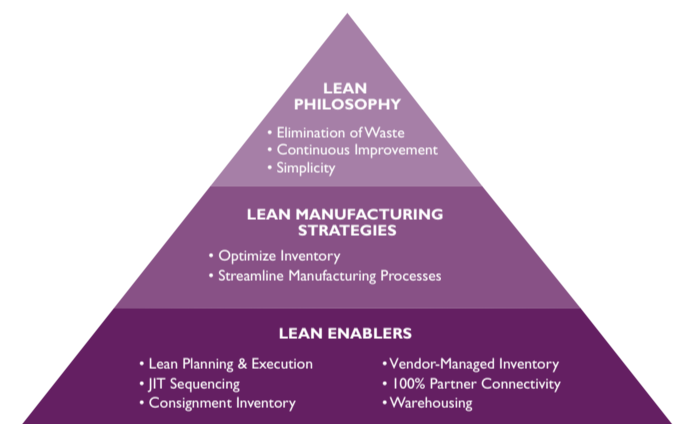 LEAN
PHILOSOPHY
• Elimination of Waste
• Continuous Improvement
• Simplicity
LEAN MANUFACTURING
STRATEGIES
• Optimize Inventory
• Streamline Manufacturing Processes
LEAN ENABLERS
• Lean Planning & Execution
• JIT Sequencing
• Consignment Inventory
• Vendor-Managed Inventory
• 100% Partner Connectivity
• Warehousing